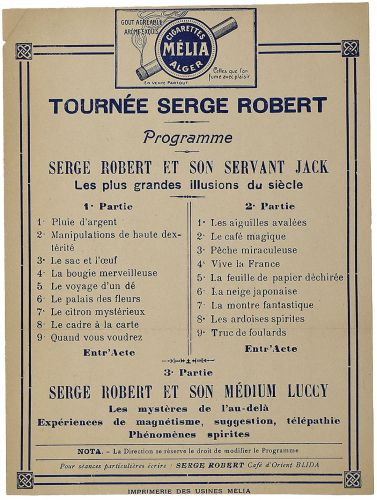 GOUT AGRÉABLE
ARÔME EXQUIS
CIGARETTES
MÉLIA
ALGER
Celles que l'on
fume avec plaisir
EN VENTE PARTOUT
TOURNÉE SERGE ROBERT
Programme
SERGE ROBERT ET SON SERVANT JACK
Les plus grandes illusions du siècle
1e Partie
1· Pluie d'argent
2· Manipulations de haute dex-
térité
3· Le sac et l'œuf
4· La bougie merveilleuse
5· Le voyage d'un dé
6· Le palais des fleurs
7· Le citron mystérieux
8· Le cadre à la carte
9· Quand vous voudrez
Entr'Acte
2e Partie
1· Les aiguilles avalées
2· Le café magique
3· Pêche miraculeuse
4· Vive la France
5· La feuille de papier déchirée
6· La neige japonaise
7· La montre fantastique
8· Les ardoises spirites
9· Truc de foulards
Entr'Acte
3e Partie
SERGE ROBERT ET SON MÉDIUM LUCCY
Les mystères de l'au-delà
Expériences de magnétisme, suggestion, télépathie
Phénomènes spirites
NOTA. - La Direction se réserve le droit de modifier le Programme
Pour séances particulières écrire : SERGE ROBERT Café d'Orient BLIDA
IMPRIMERIE DES USINES MÉLIA